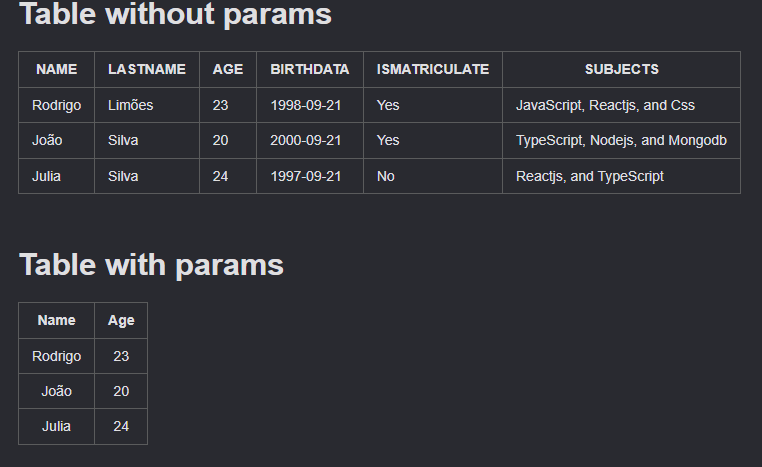 Table without params
NAME LASTNAME AGE BIRTHDATA ISMATRICULATE SUBJECTS
Rodrigo Limões 23 1998-09-21 Yes JavaScript, Reactjs, and Css
João Silva 20 2000-09-21 Yes TypeScript, Nodejs, and Mongodb
Julia Silva 24 1997-09-21 No Reactjs, and TypeScript
Table with params
Name Age
Rodrigo 23
João 20
Julia 24